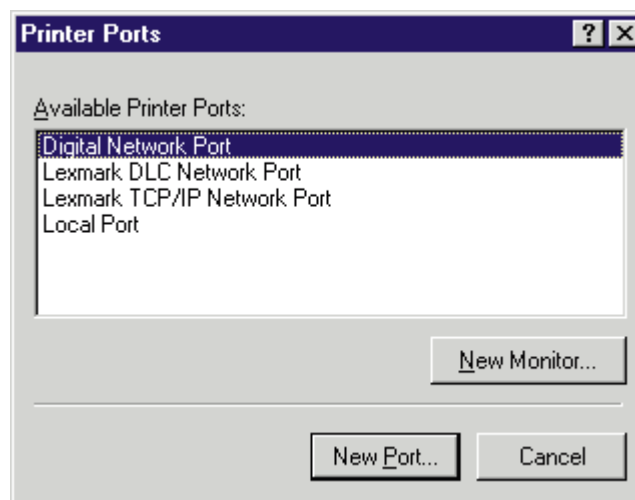 Printer Ports
Available Printer Ports:
Digital Network Port
Lexmark DLC Network Port
Lexmark TCP/IP Network Port
Local Port
New Monitor...
New Port...
Cancel